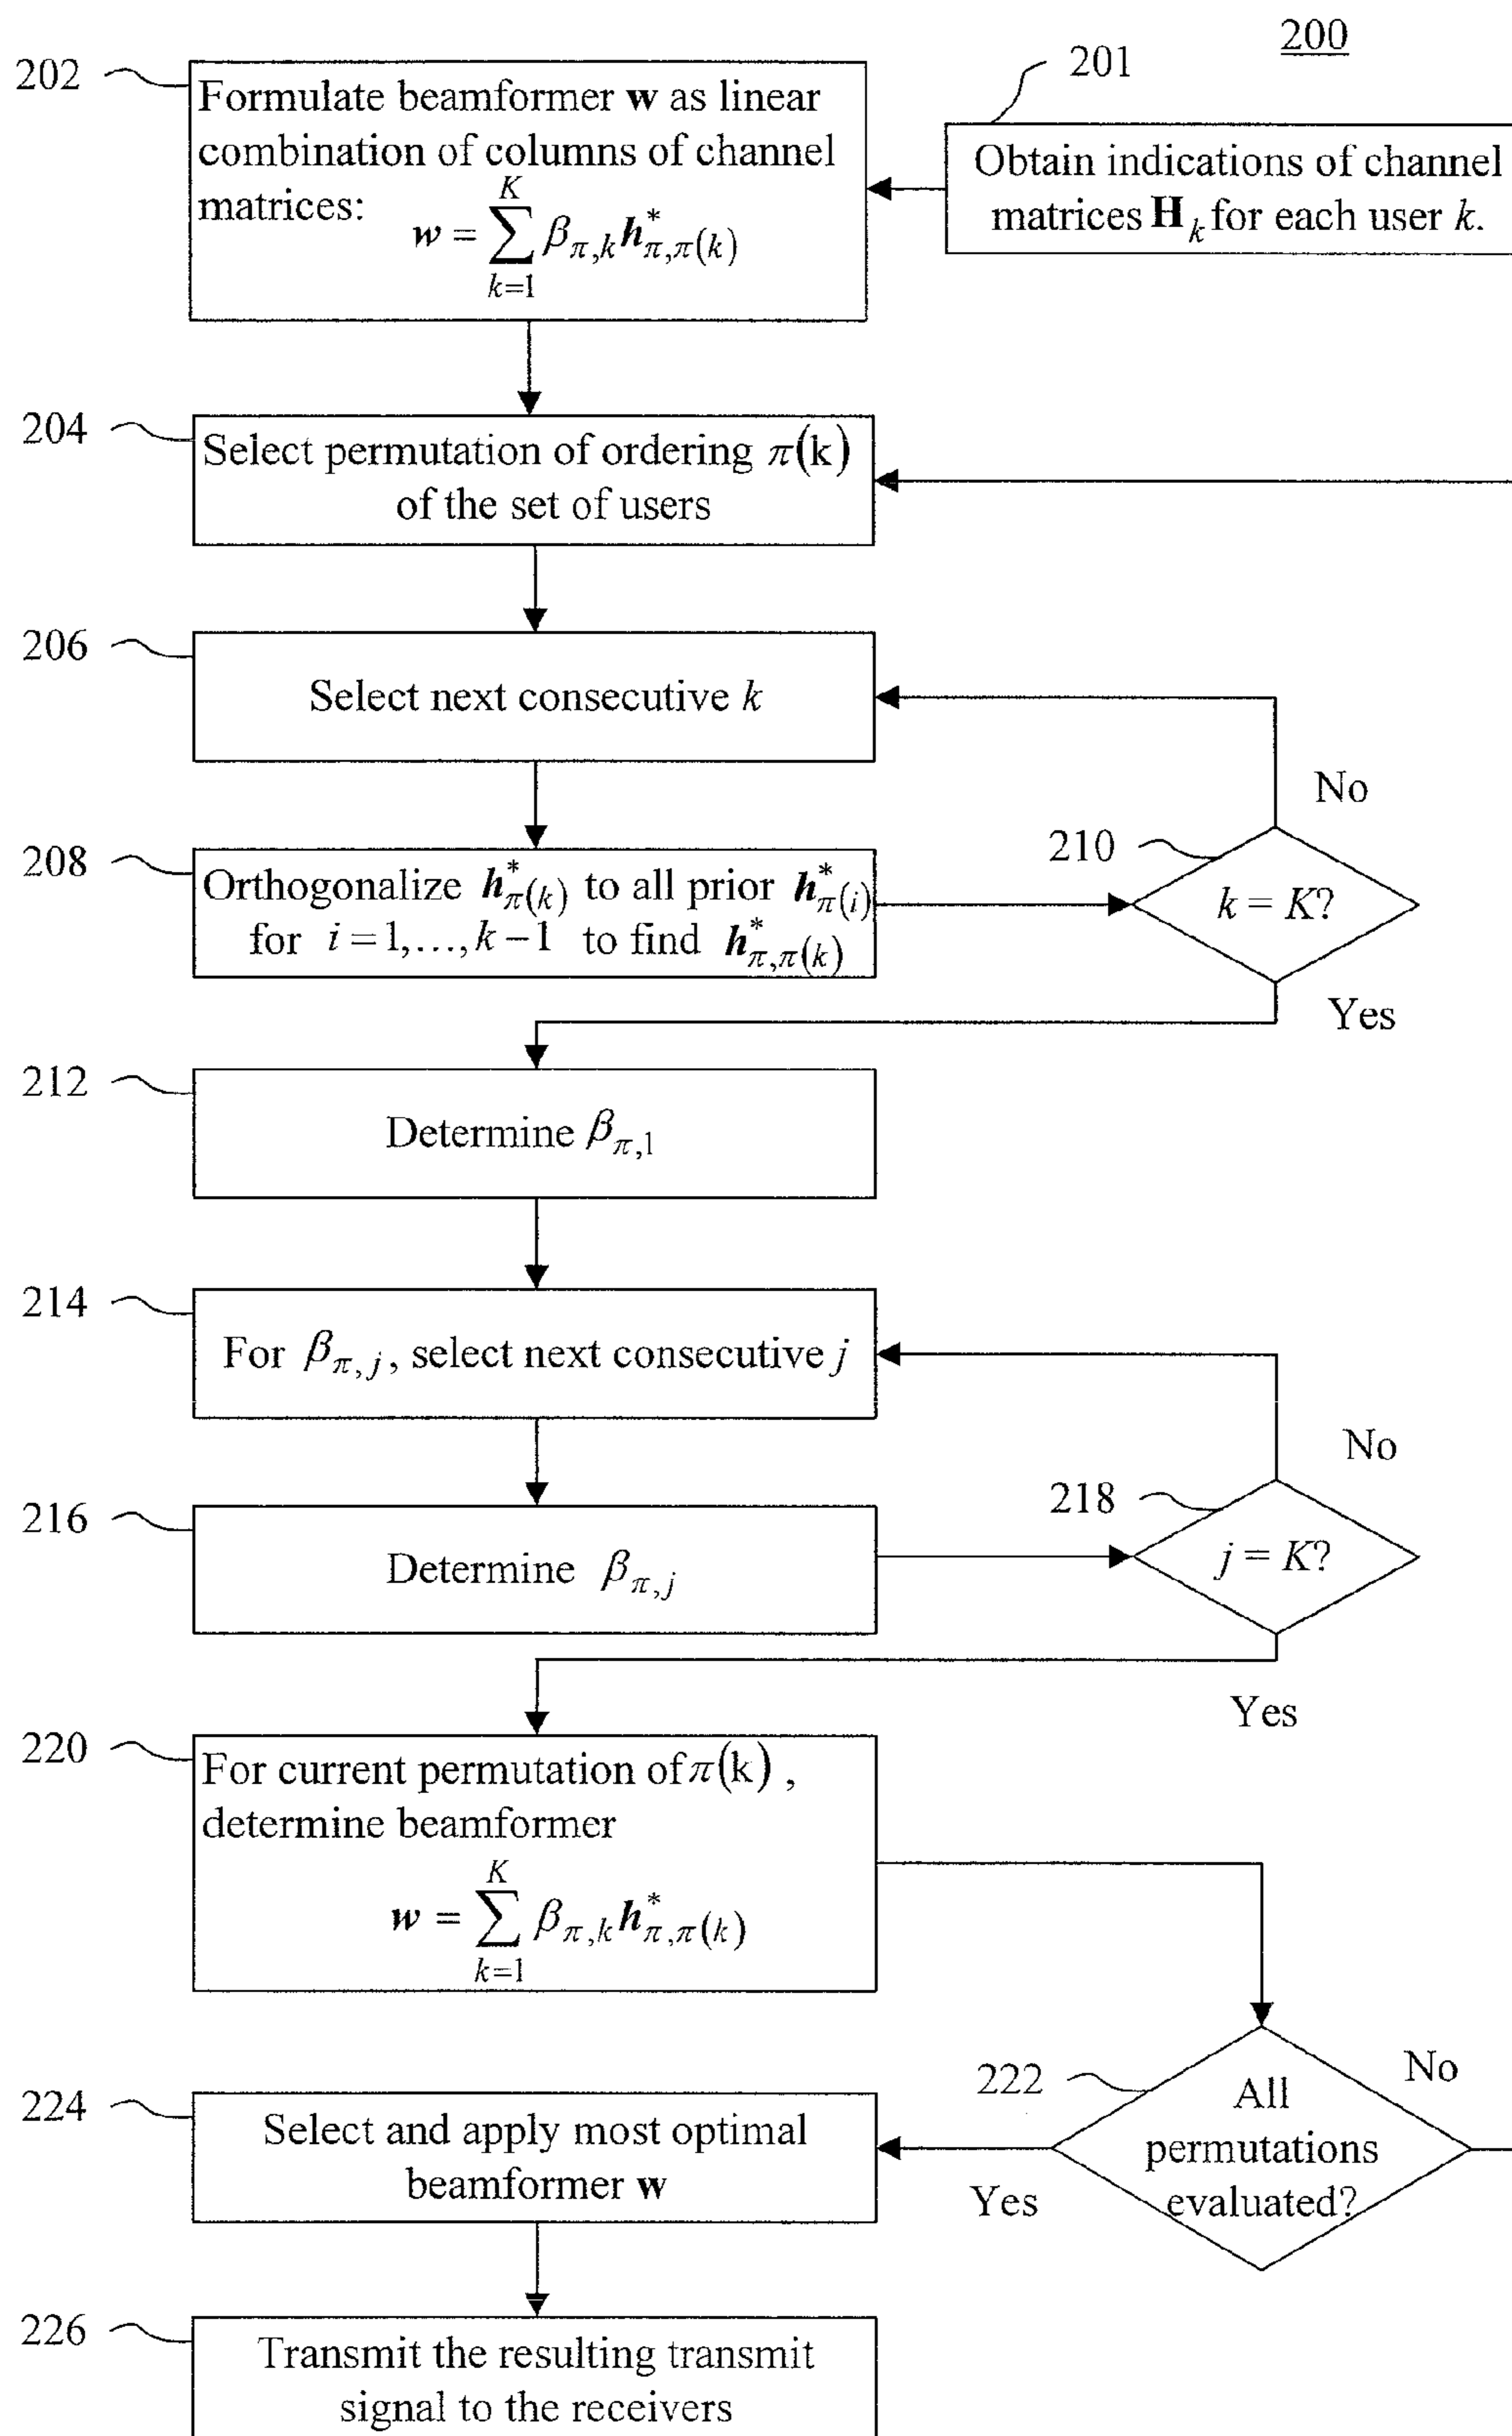 200
201
Obtain indications of channel
matrices H_k for each user k.
202
Formulate beamformer w as linear
combination of columns of channel
matrices: w = \sum_{k=1}^{K} β_{π,k} h^*_{π,π(k)}
204
Select permutation of ordering π(k)
of the set of users
206
Select next consecutive k
208
Orthogonalize h^*_{π(k)} to all prior h^*_{π(i)}
for i = 1,…, k −1 to find h^*_{π,π(k)}
210
k = K?
No
Yes
212
Determine β_{π,1}
214
For β_{π,j}, select next consecutive j
216
Determine β_{π,j}
218
j = K?
No
Yes
220
For current permutation of π(k) ,
determine beamformer
w = \sum_{k=1}^{K} β_{π,k} h^*_{π,π(k)}
222
All
permutations
evaluated?
No
Yes
224
Select and apply most optimal
beamformer w
226
Transmit the resulting transmit
signal to the receivers